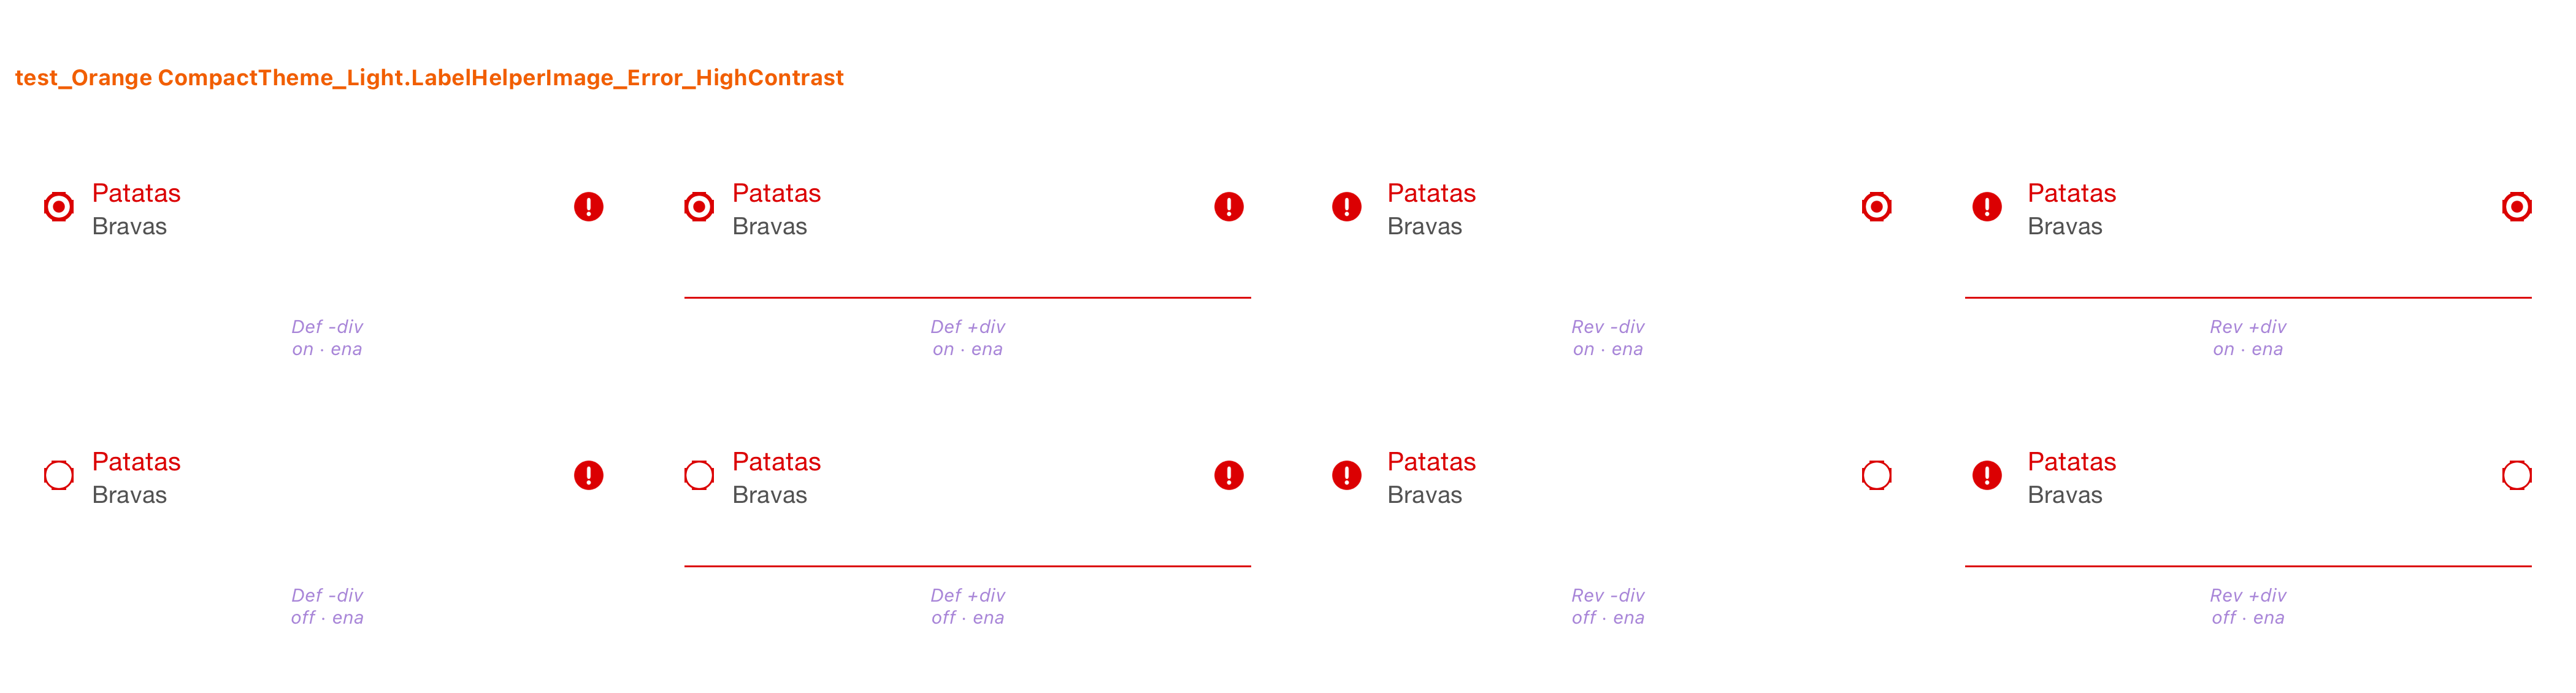 test_Orange CompactTheme_Light.LabelHelperImage_Error_HighContrast
Patatas
Bravas
Def -div
on · ena
Patatas
Bravas
Def +div
on · ena
Patatas
Bravas
Rev -div
on · ena
Patatas
Bravas
Rev +div
on · ena
Patatas
Bravas
Def -div
off · ena
Patatas
Bravas
Def +div
off · ena
Patatas
Bravas
Rev -div
off · ena
Patatas
Bravas
Rev +div
off · ena